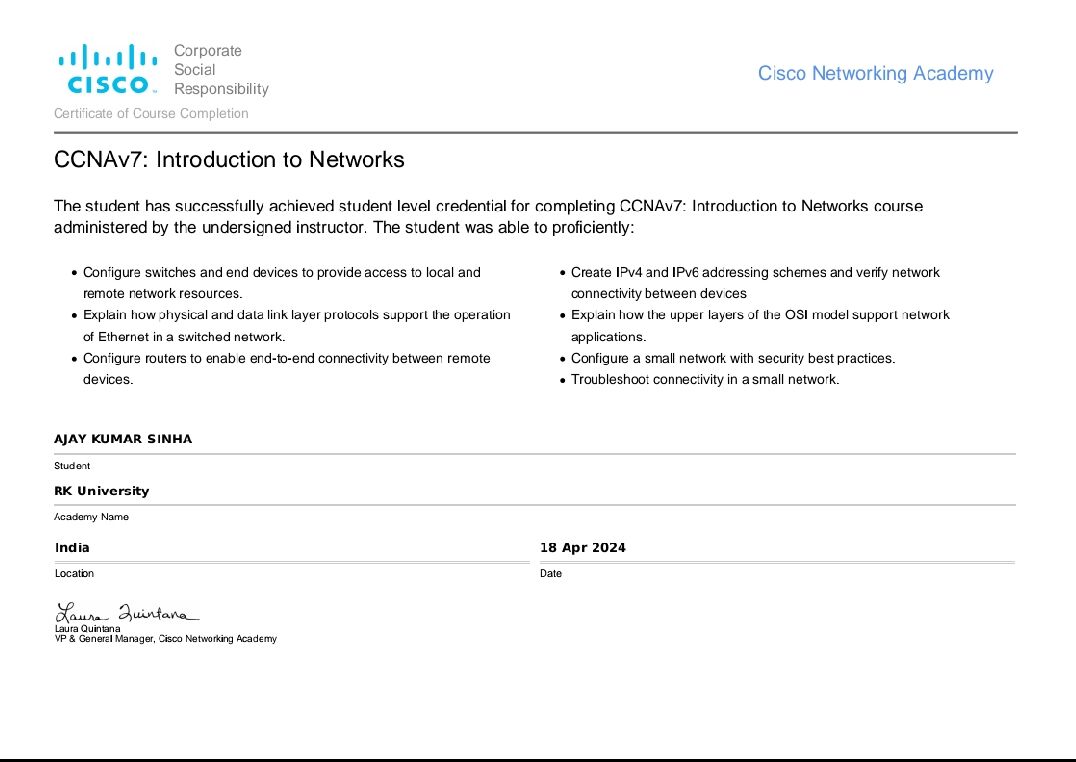 CISCO
Corporate
Social
Responsibility
Cisco Networking Academy
Certificate of Course Completion
CCNAv7: Introduction to Networks
The student has successfully achieved student level credential for completing CCNAv7: Introduction to Networks course
administered by the undersigned instructor. The student was able to proficiently:
• Configure switches and end devices to provide access to local and
remote network resources.
• Explain how physical and data link layer protocols support the operation
of Ethernet in a switched network.
• Configure routers to enable end-to-end connectivity between remote
devices.
• Create IPv4 and IPv6 addressing schemes and verify network
connectivity between devices
• Explain how the upper layers of the OSI model support network
applications.
• Configure a small network with security best practices.
• Troubleshoot connectivity in a small network.
AJAY KUMAR SINHA
Student
RK University
Academy Name
India
Location
18 Apr 2024
Date
Laura Quintana
Laura Quintana
VP & General Manager, Cisco Networking Academy